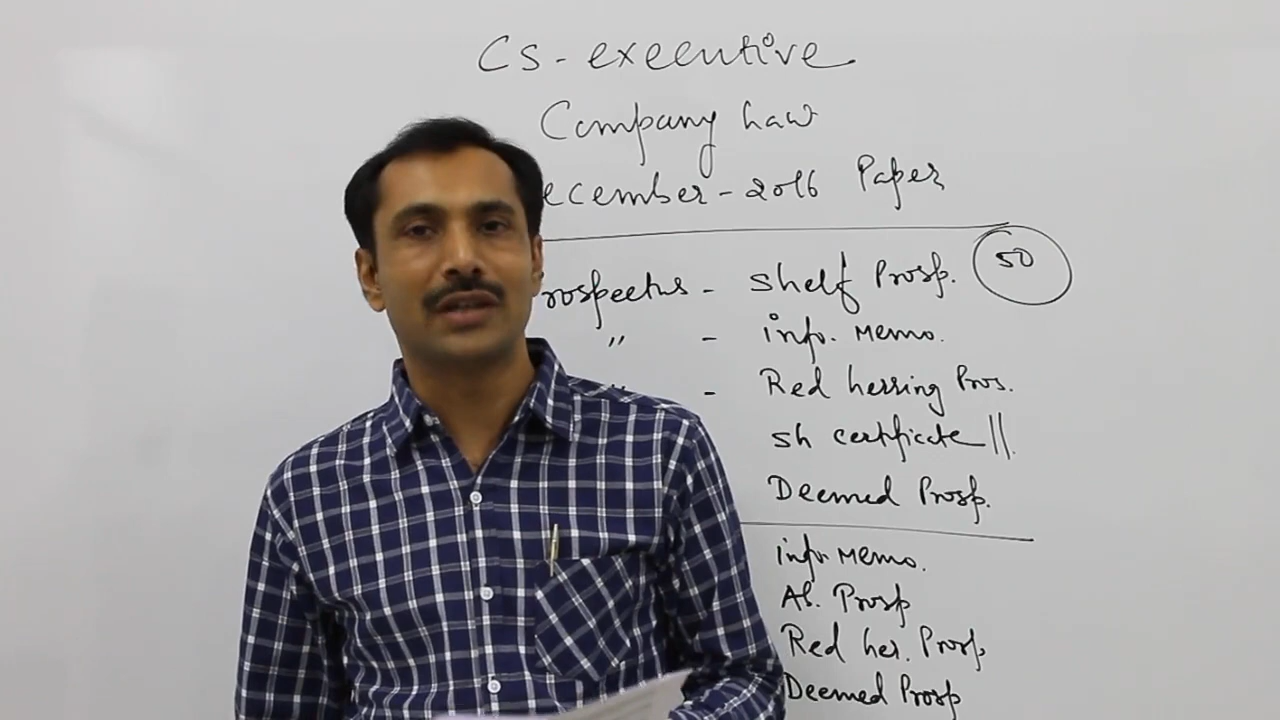 CS-executive
Company Law
ecember-2016 Paper
rospectus - Shelf Prosp. 50
" - info. Memo.
" - Red herring Pros.
Sh certificate ||.
Deemed Prosp.
info Memo.
Ab. Prosp
Red her. Prosp
Deemed Prosp